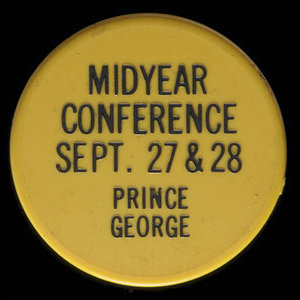 MIDYEAR
CONFERENCE
SEPT. 27 & 28
PRINCE
GEORGE